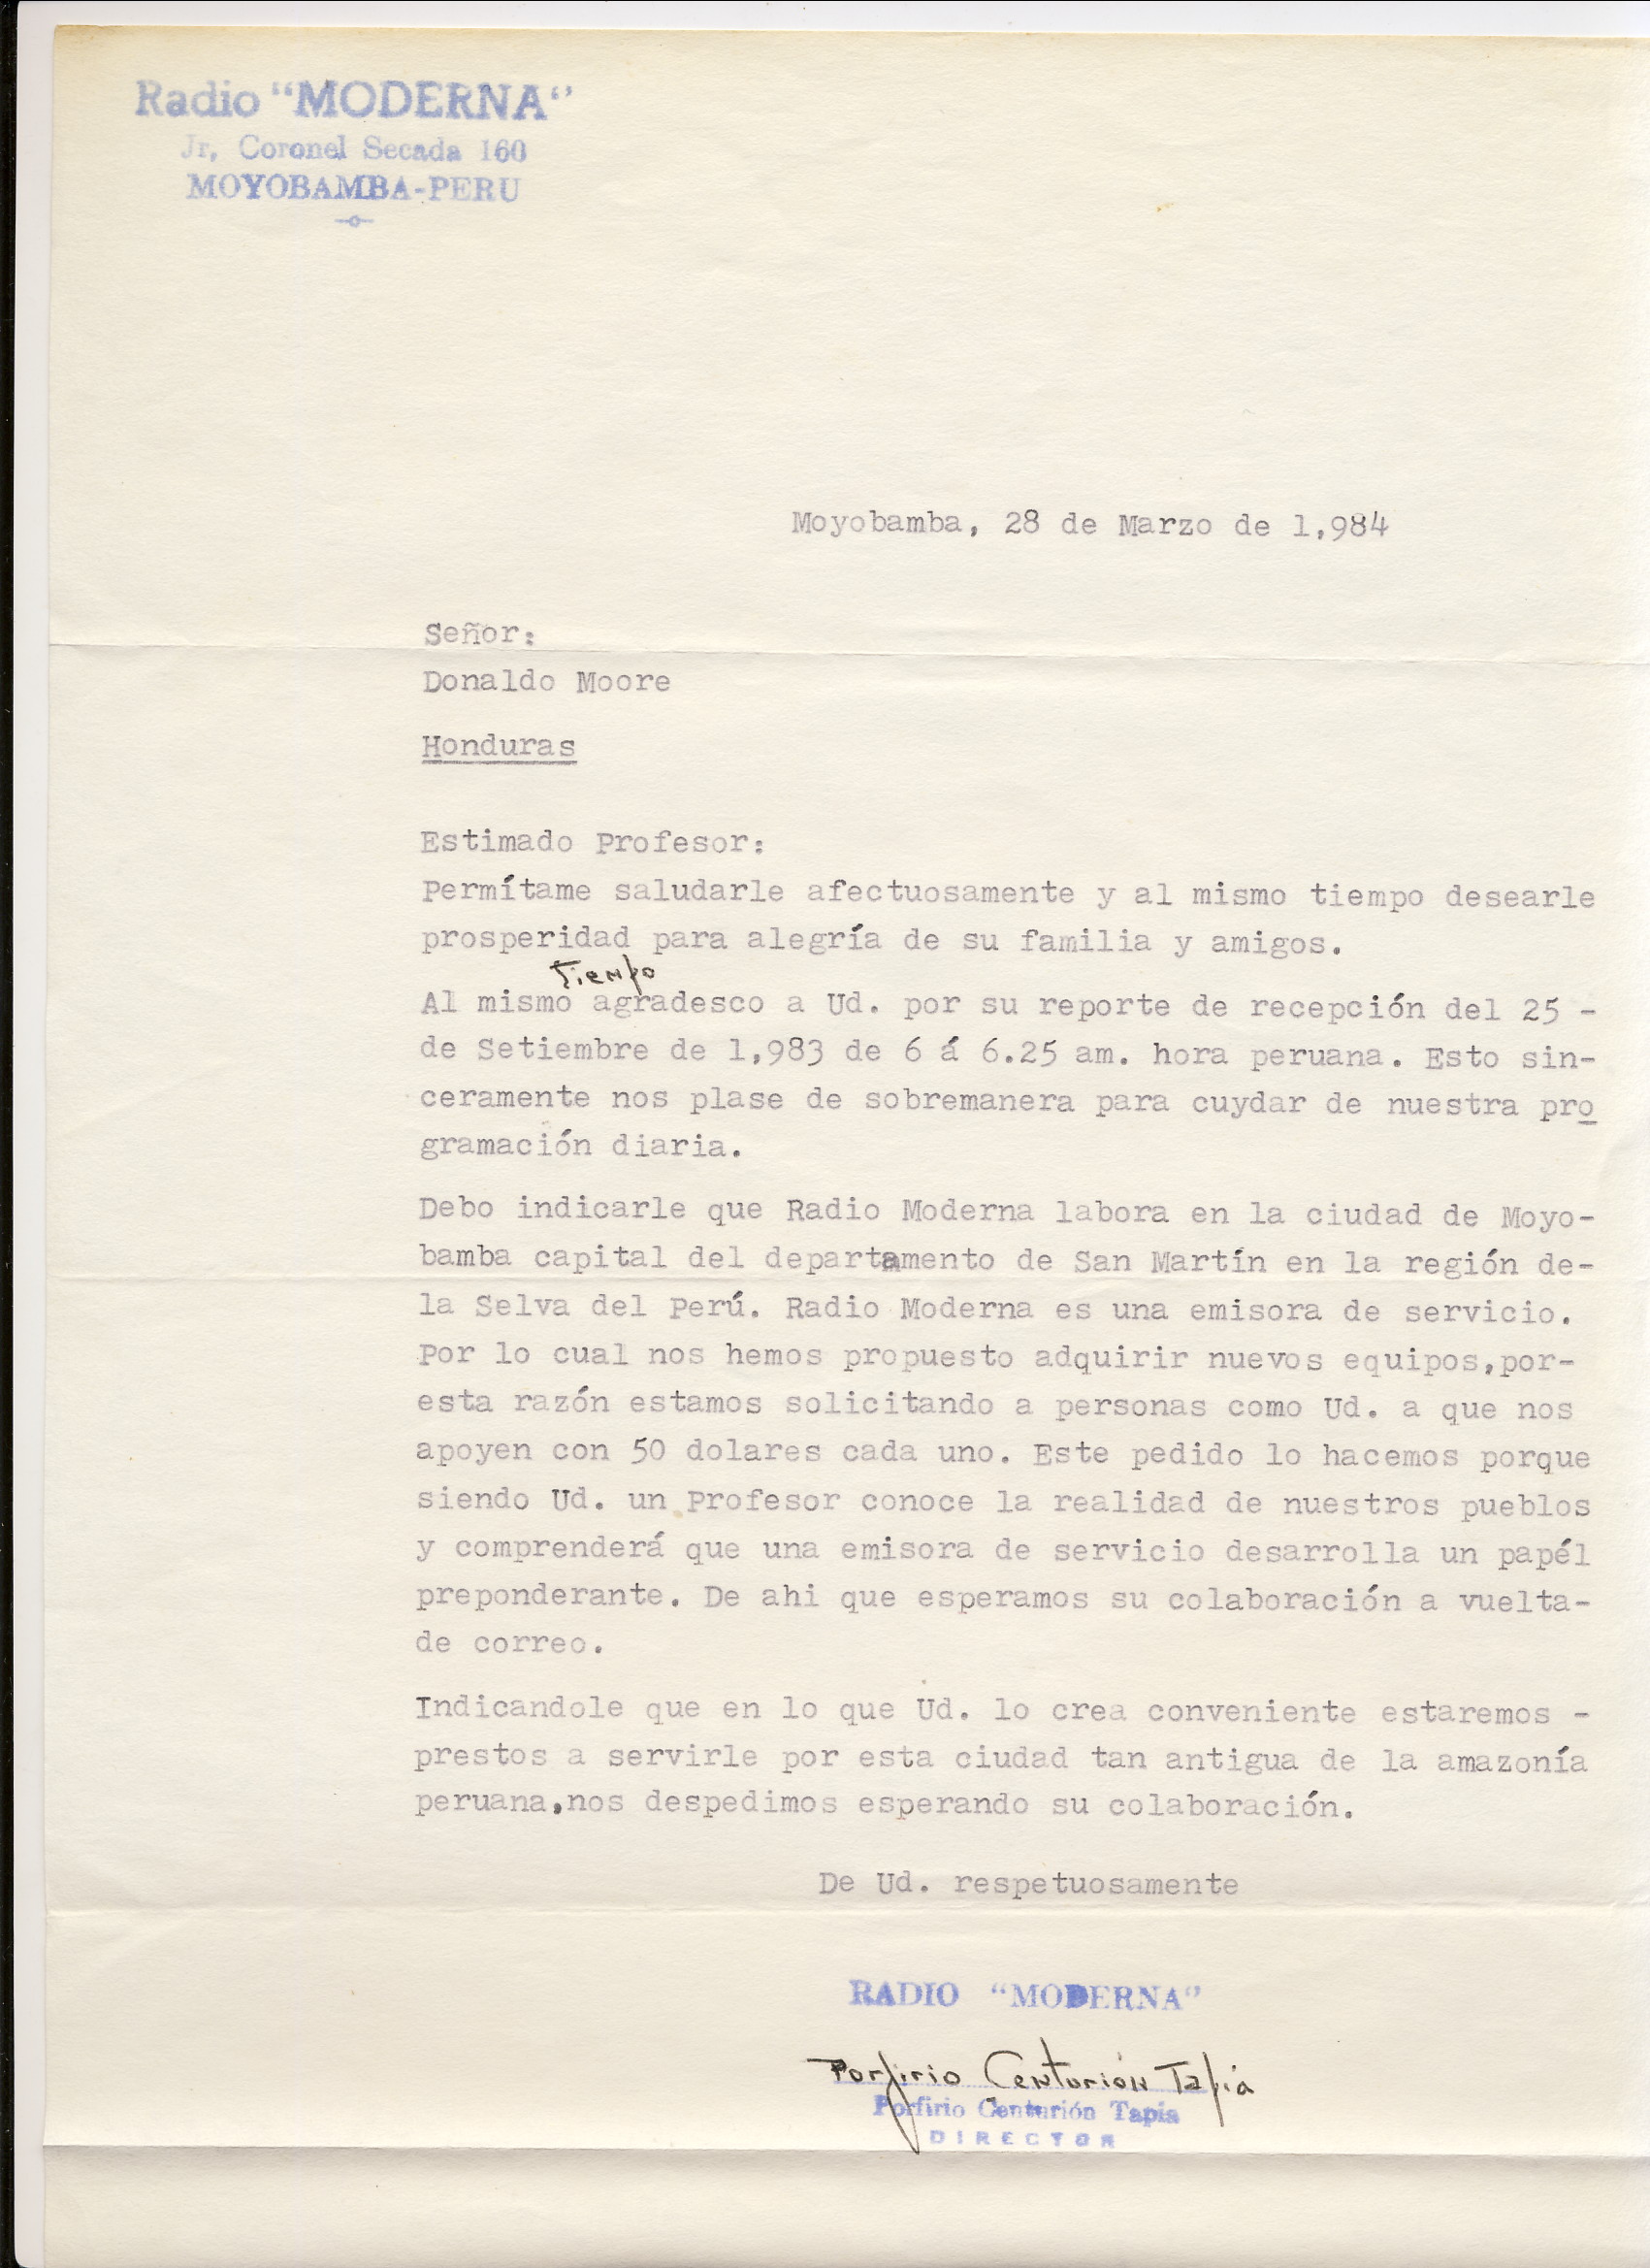 Radio "MODERNA"
Jr, Coronel Secada 160
MOYOBAMBA-PERU
Moyobamba, 28 de Marzo de 1,984
Señor:
Donaldo Moore
Honduras
Estimado Profesor:
Permítame saludarle afectuosamente y al mismo tiempo desearle
prosperidad para alegría de su familia y amigos.
tiempo
Al mismo agradesco a Ud. por su reporte de recepción del 25 -
de Setiembre de 1,983 de 6 á 6.25 am. hora peruana. Esto sin-
ceramente nos plase de sobremanera para cuydar de nuestra pro
gramación diaria.
Debo indicarle que Radio Moderna labora en la ciudad de Moyo-
bamba capital del departamento de San Martín en la región de-
la Selva del Perú. Radio Moderna es una emisora de servicio.
Por lo cual nos hemos propuesto adquirir nuevos equipos,por-
esta razón estamos solicitando a personas como Ud. a que nos
apoyen con 50 dolares cada uno. Este pedido lo hacemos porque
siendo Ud. un Profesor conoce la realidad de nuestros pueblos
y comprenderá que una emisora de servicio desarrolla un papél
preponderante. De ahi que esperamos su colaboración a vuelta-
de correo.
Indicandole que en lo que Ud. lo crea conveniente estaremos -
prestos a servirle por esta ciudad tan antigua de la amazonía
peruana,nos despedimos esperando su colaboración.
De Ud. respetuosamente
RADIO "MODERNA"
Porfirio Centurión Tapia
Porfirio Centurión Tapia
DIRECTOR